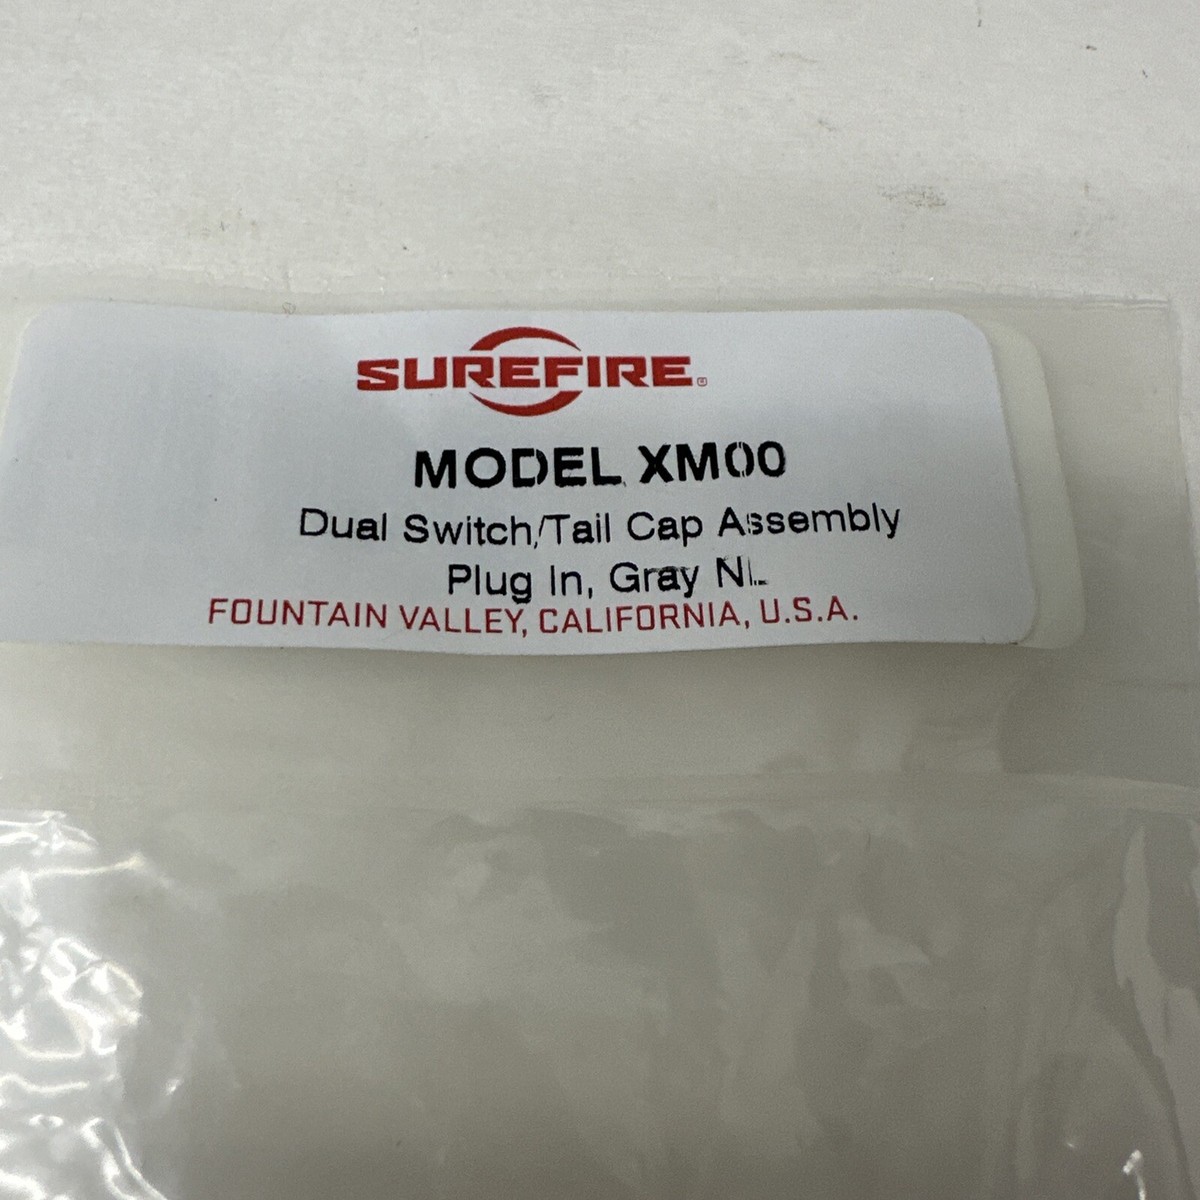 SUREFIRE®
MODEL XM00
Dual Switch/Tail Cap Assembly
Plug In, Gray NL
FOUNTAIN VALLEY, CALIFORNIA, U.S.A.